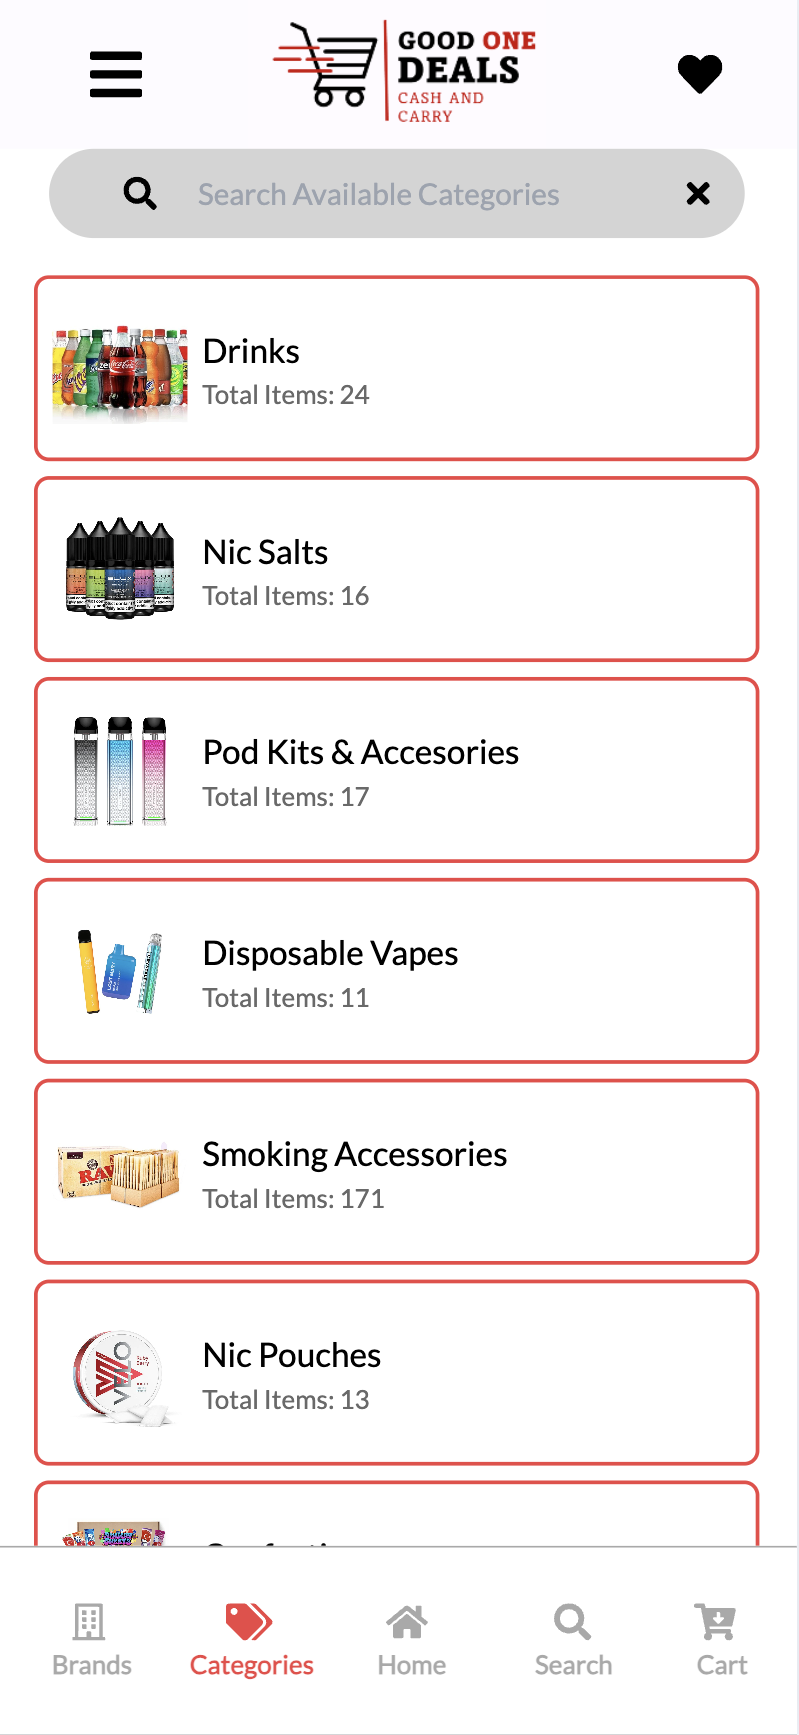 GOOD ONE
DEALS
CASH AND
CARRY
Search Available Categories
Drinks
Total Items: 24
Nic Salts
Total Items: 16
Pod Kits & Accesories
Total Items: 17
Disposable Vapes
Total Items: 11
Smoking Accessories
Total Items: 171
VELO
Nic Pouches
Total Items: 13
Brands
Categories
Home
Search
Cart